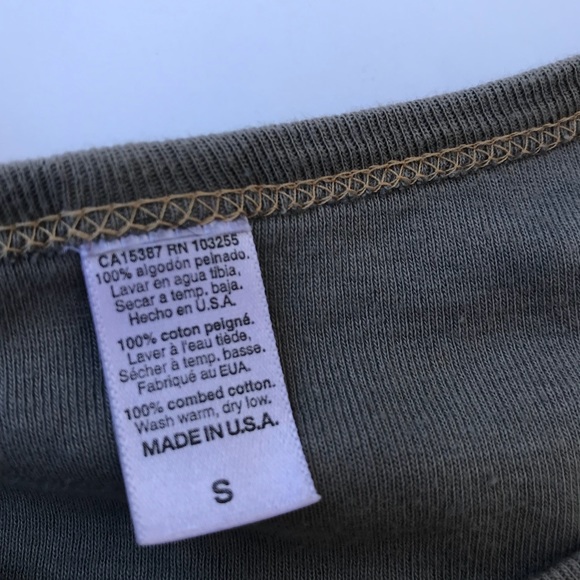 CA15387 RN 103255
100% algodón peinado.
Lavar en agua tibia,
Secar a temp. baja.
Hecho en U.S.A.
100% coton peigné.
Laver à l'eau tiède,
Sécher à temp. basse.
Fabriqué au EUA.
100% combed cotton.
Wash warm, dry low.
MADE IN U.S.A.
S